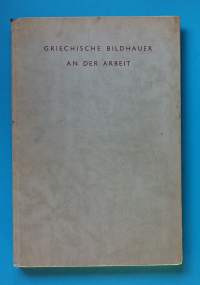 GRIECHISCHE BILDHAUER
AN DER ARBEIT